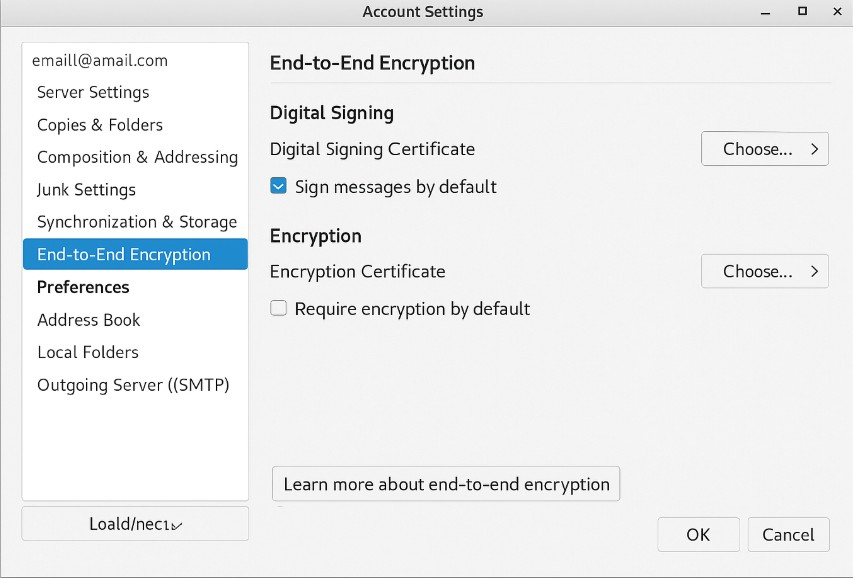 Account Settings
emaill@amail.com
Server Settings
Copies & Folders
Composition & Addressing
Junk Settings
Synchronization & Storage
End-to-End Encryption
Preferences
Address Book
Local Folders
Outgoing Server ((SMTP)
End-to-End Encryption
Digital Signing
Digital Signing Certificate
Choose...
Sign messages by default
Encryption
Encryption Certificate
Choose...
Require encryption by default
Learn more about end-to-end encryption
OK
Cancel